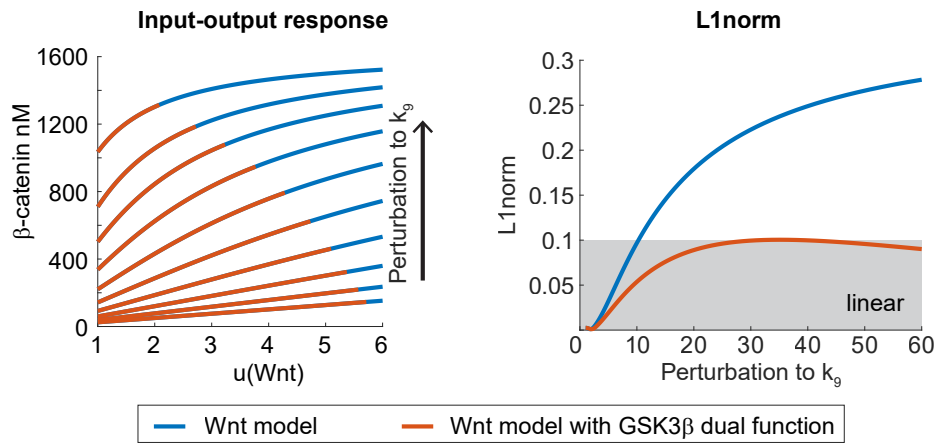 Input-output response
L1norm
1600
1200
800
400
0
β-catenin nM
1 2 3 4 5 6
u(Wnt)
Perturbation to k9
0.3
0.25
0.2
0.15
0.1
0.05
L1norm
linear
0 10 20 30 40 50 60
Perturbation to k9
Wnt model
Wnt model with GSK3β dual function